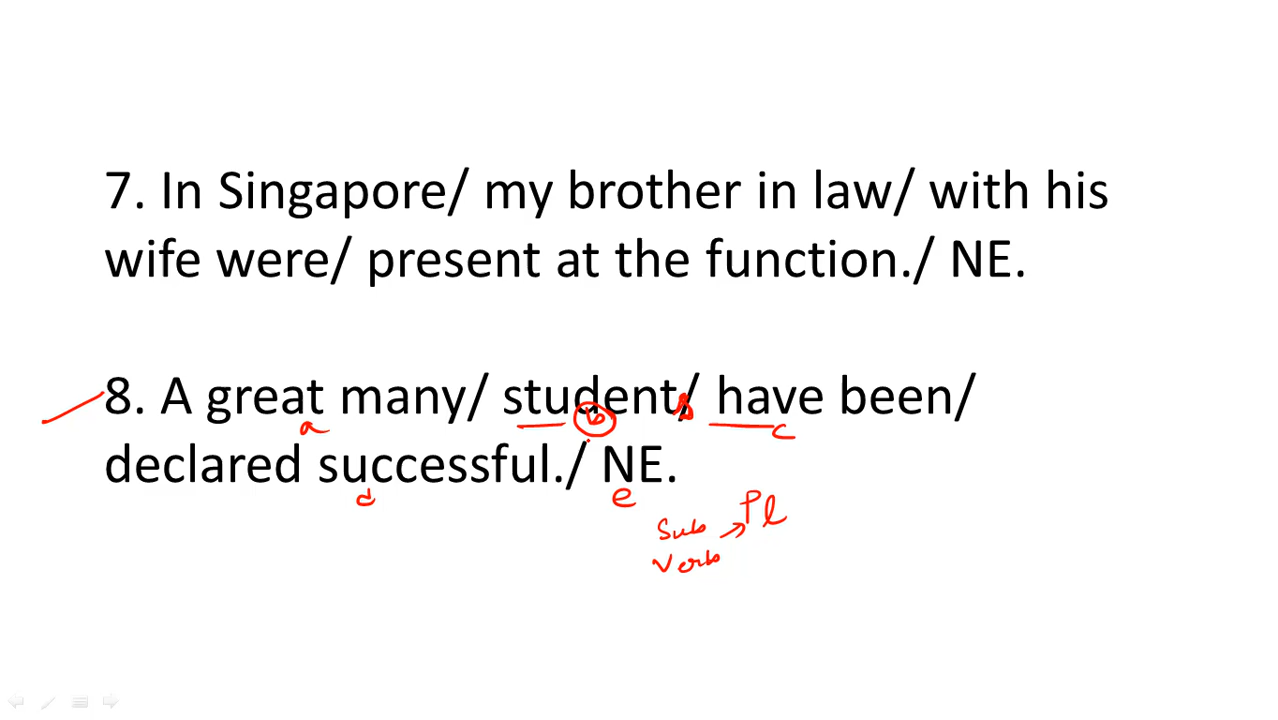 7. In Singapore/ my brother in law/ with his
wife were/ present at the function./ NE.
8. A great many/ students/ have been/
a b c
declared successful./ NE.
d e
Sub → Pl
Verb